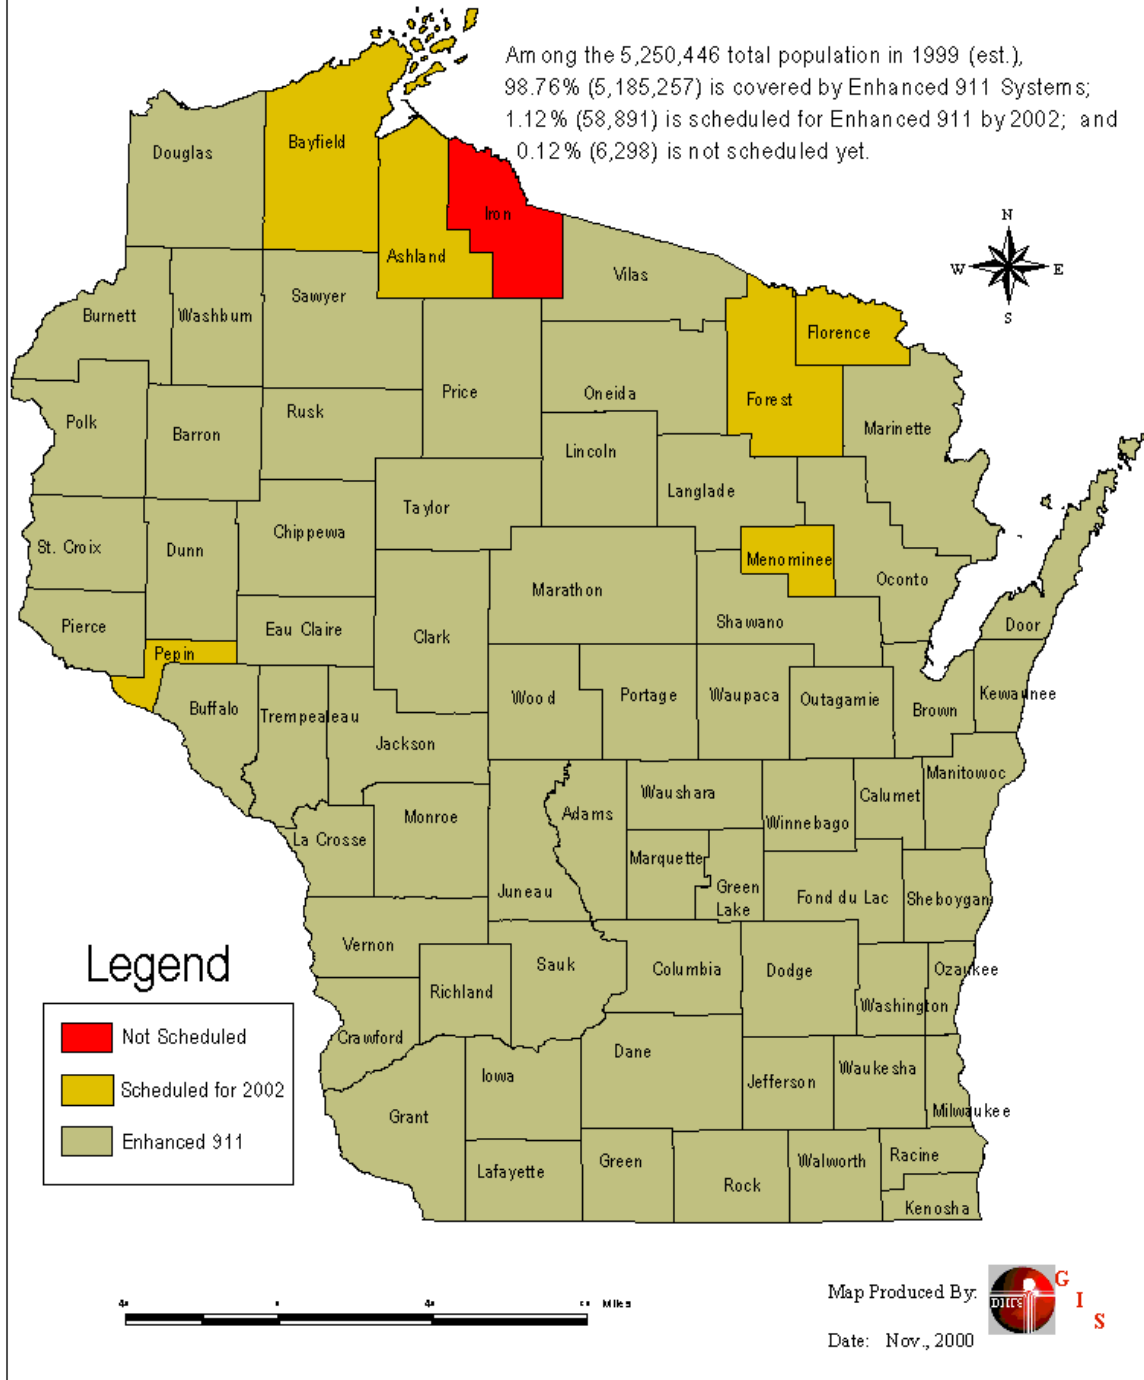 Among the 5,250,446 total population in 1999 (est.),
98.76% (5,185,257) is covered by Enhanced 911 Systems;
1.12% (58,891) is scheduled for Enhanced 911 by 2002; and
0.12% (6,298) is not scheduled yet.
Douglas
Bayfield
Iron
Ashland
N
W
E
S
Vilas
Burnett
Washburn
Sawyer
Florence
Price
Oneida
Forest
Polk
Barron
Rusk
Marinette
Lincoln
Langlade
Taylor
St. Croix
Dunn
Chippewa
Menominee
Oconto
Marathon
Pierce
Eau Claire
Clark
Shawano
Door
Pepin
Buffalo
Trempealeau
Wood
Portage
Waupaca
Outagamie
Brown
Kewaunee
Jackson
Manitowoc
Monroe
Adams
Waushara
Winnebago
Calumet
La Crosse
Juneau
Marquette
Green
Lake
Fond du Lac
Sheboygan
Vernon
Richland
Sauk
Columbia
Dodge
Ozaukee
Washington
Crawford
Iowa
Dane
Jefferson
Waukesha
Milwaukee
Grant
Lafayette
Green
Rock
Walworth
Racine
Kenosha
Legend
Not Scheduled
Scheduled for 2002
Enhanced 911
40
0
40
Miles
Map Produced By:
DHFS
G
I
S
Date: Nov., 2000